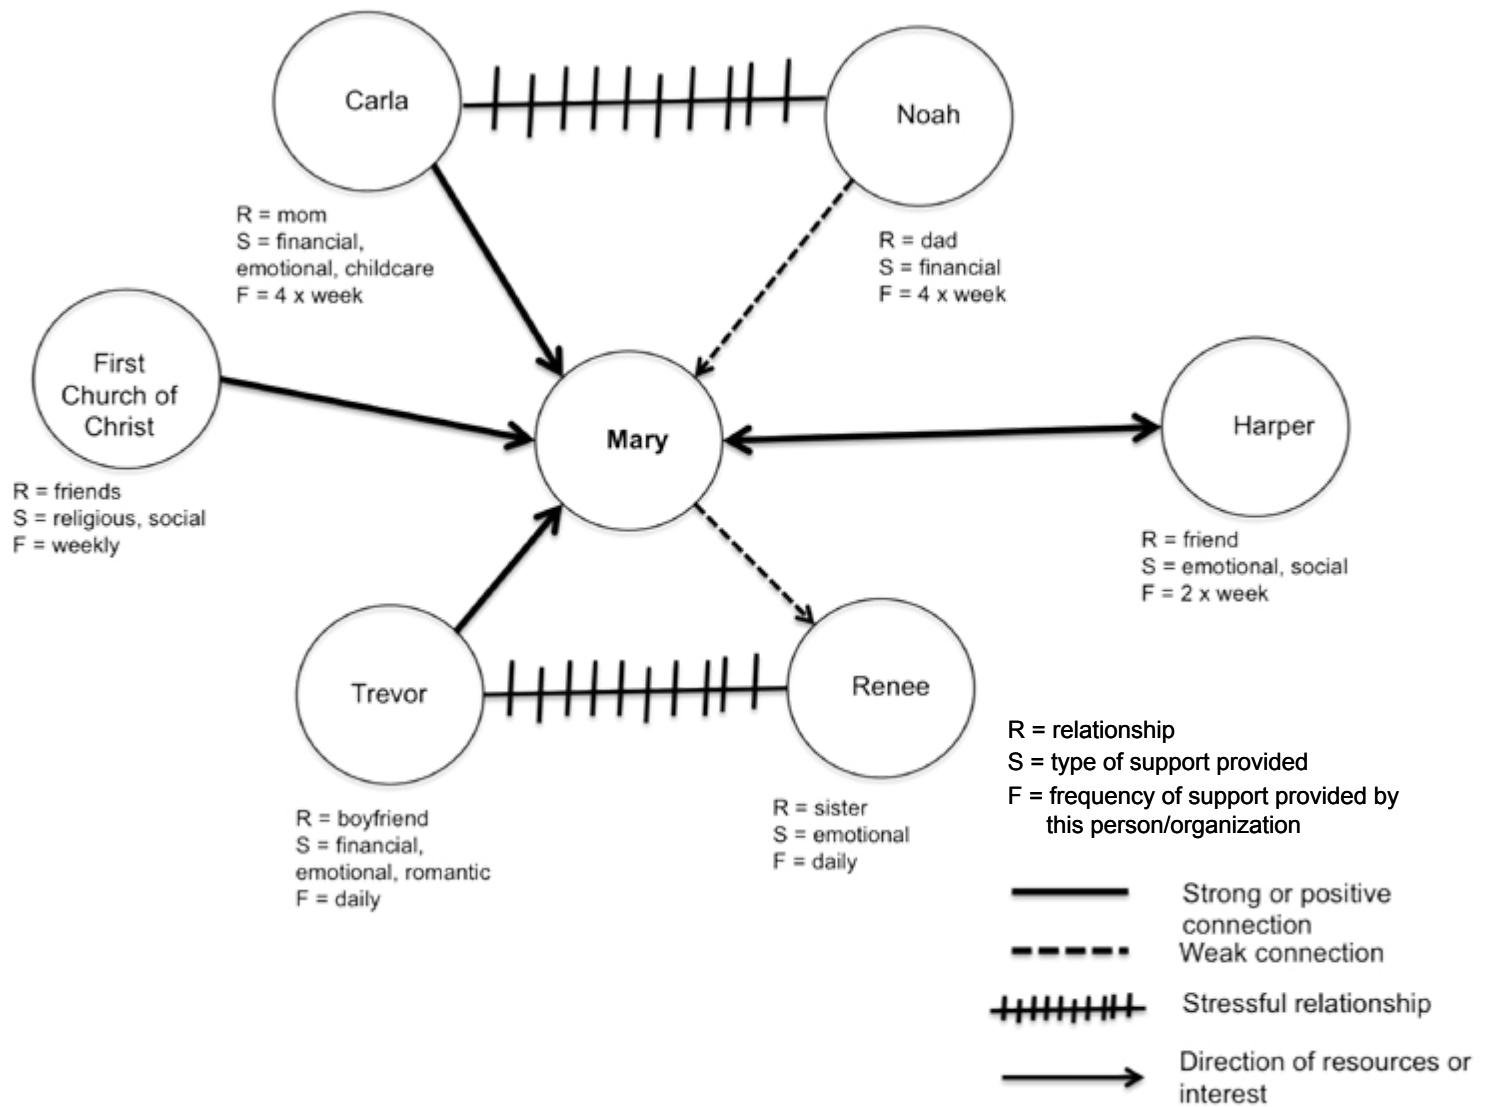 Carla
Noah
R = mom
S = financial,
emotional, childcare
F = 4 x week
R = dad
S = financial
F = 4 x week
First
Church of
Christ
Mary
Harper
R = friends
S = religious, social
F = weekly
R = friend
S = emotional, social
F = 2 x week
Trevor
Renee
R = boyfriend
S = financial,
emotional, romantic
F = daily
R = sister
S = emotional
F = daily
R = relationship
S = type of support provided
F = frequency of support provided by
this person/organization
Strong or positive
connection
Weak connection
Stressful relationship
Direction of resources or
interest